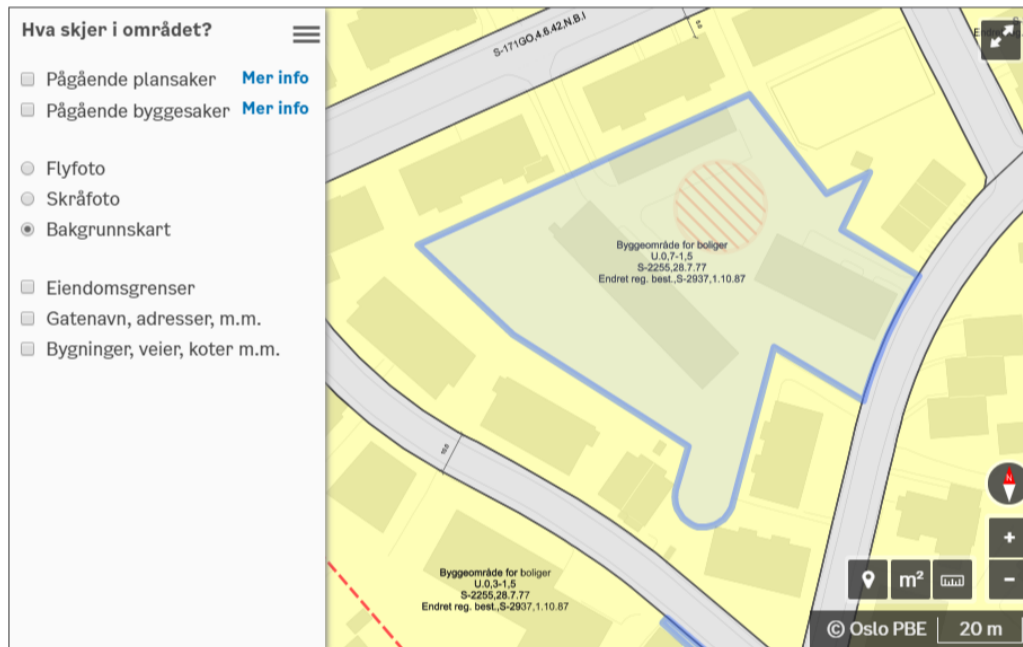 Hva skjer i området?
Pågående plansaker Mer info
Pågående byggesaker Mer info
Flyfoto
Skråfoto
Bakgrunnskart
Eiendomsgrenser
Gatenavn, adresser, m.m.
Bygninger, veier, koter m.m.
S-171GO,4.6.42,N.B.I
Byggeområde for boliger
U.0,7-1,5
S-2255,28.7.77
Endret reg. best.,S-2937,1.10.87
Byggeområde for boliger
U.0,3-1,5
S-2255,28.7.77
Endret reg. best.,S-2937,1.10.87
N
+
m²
−
© Oslo PBE
20 m